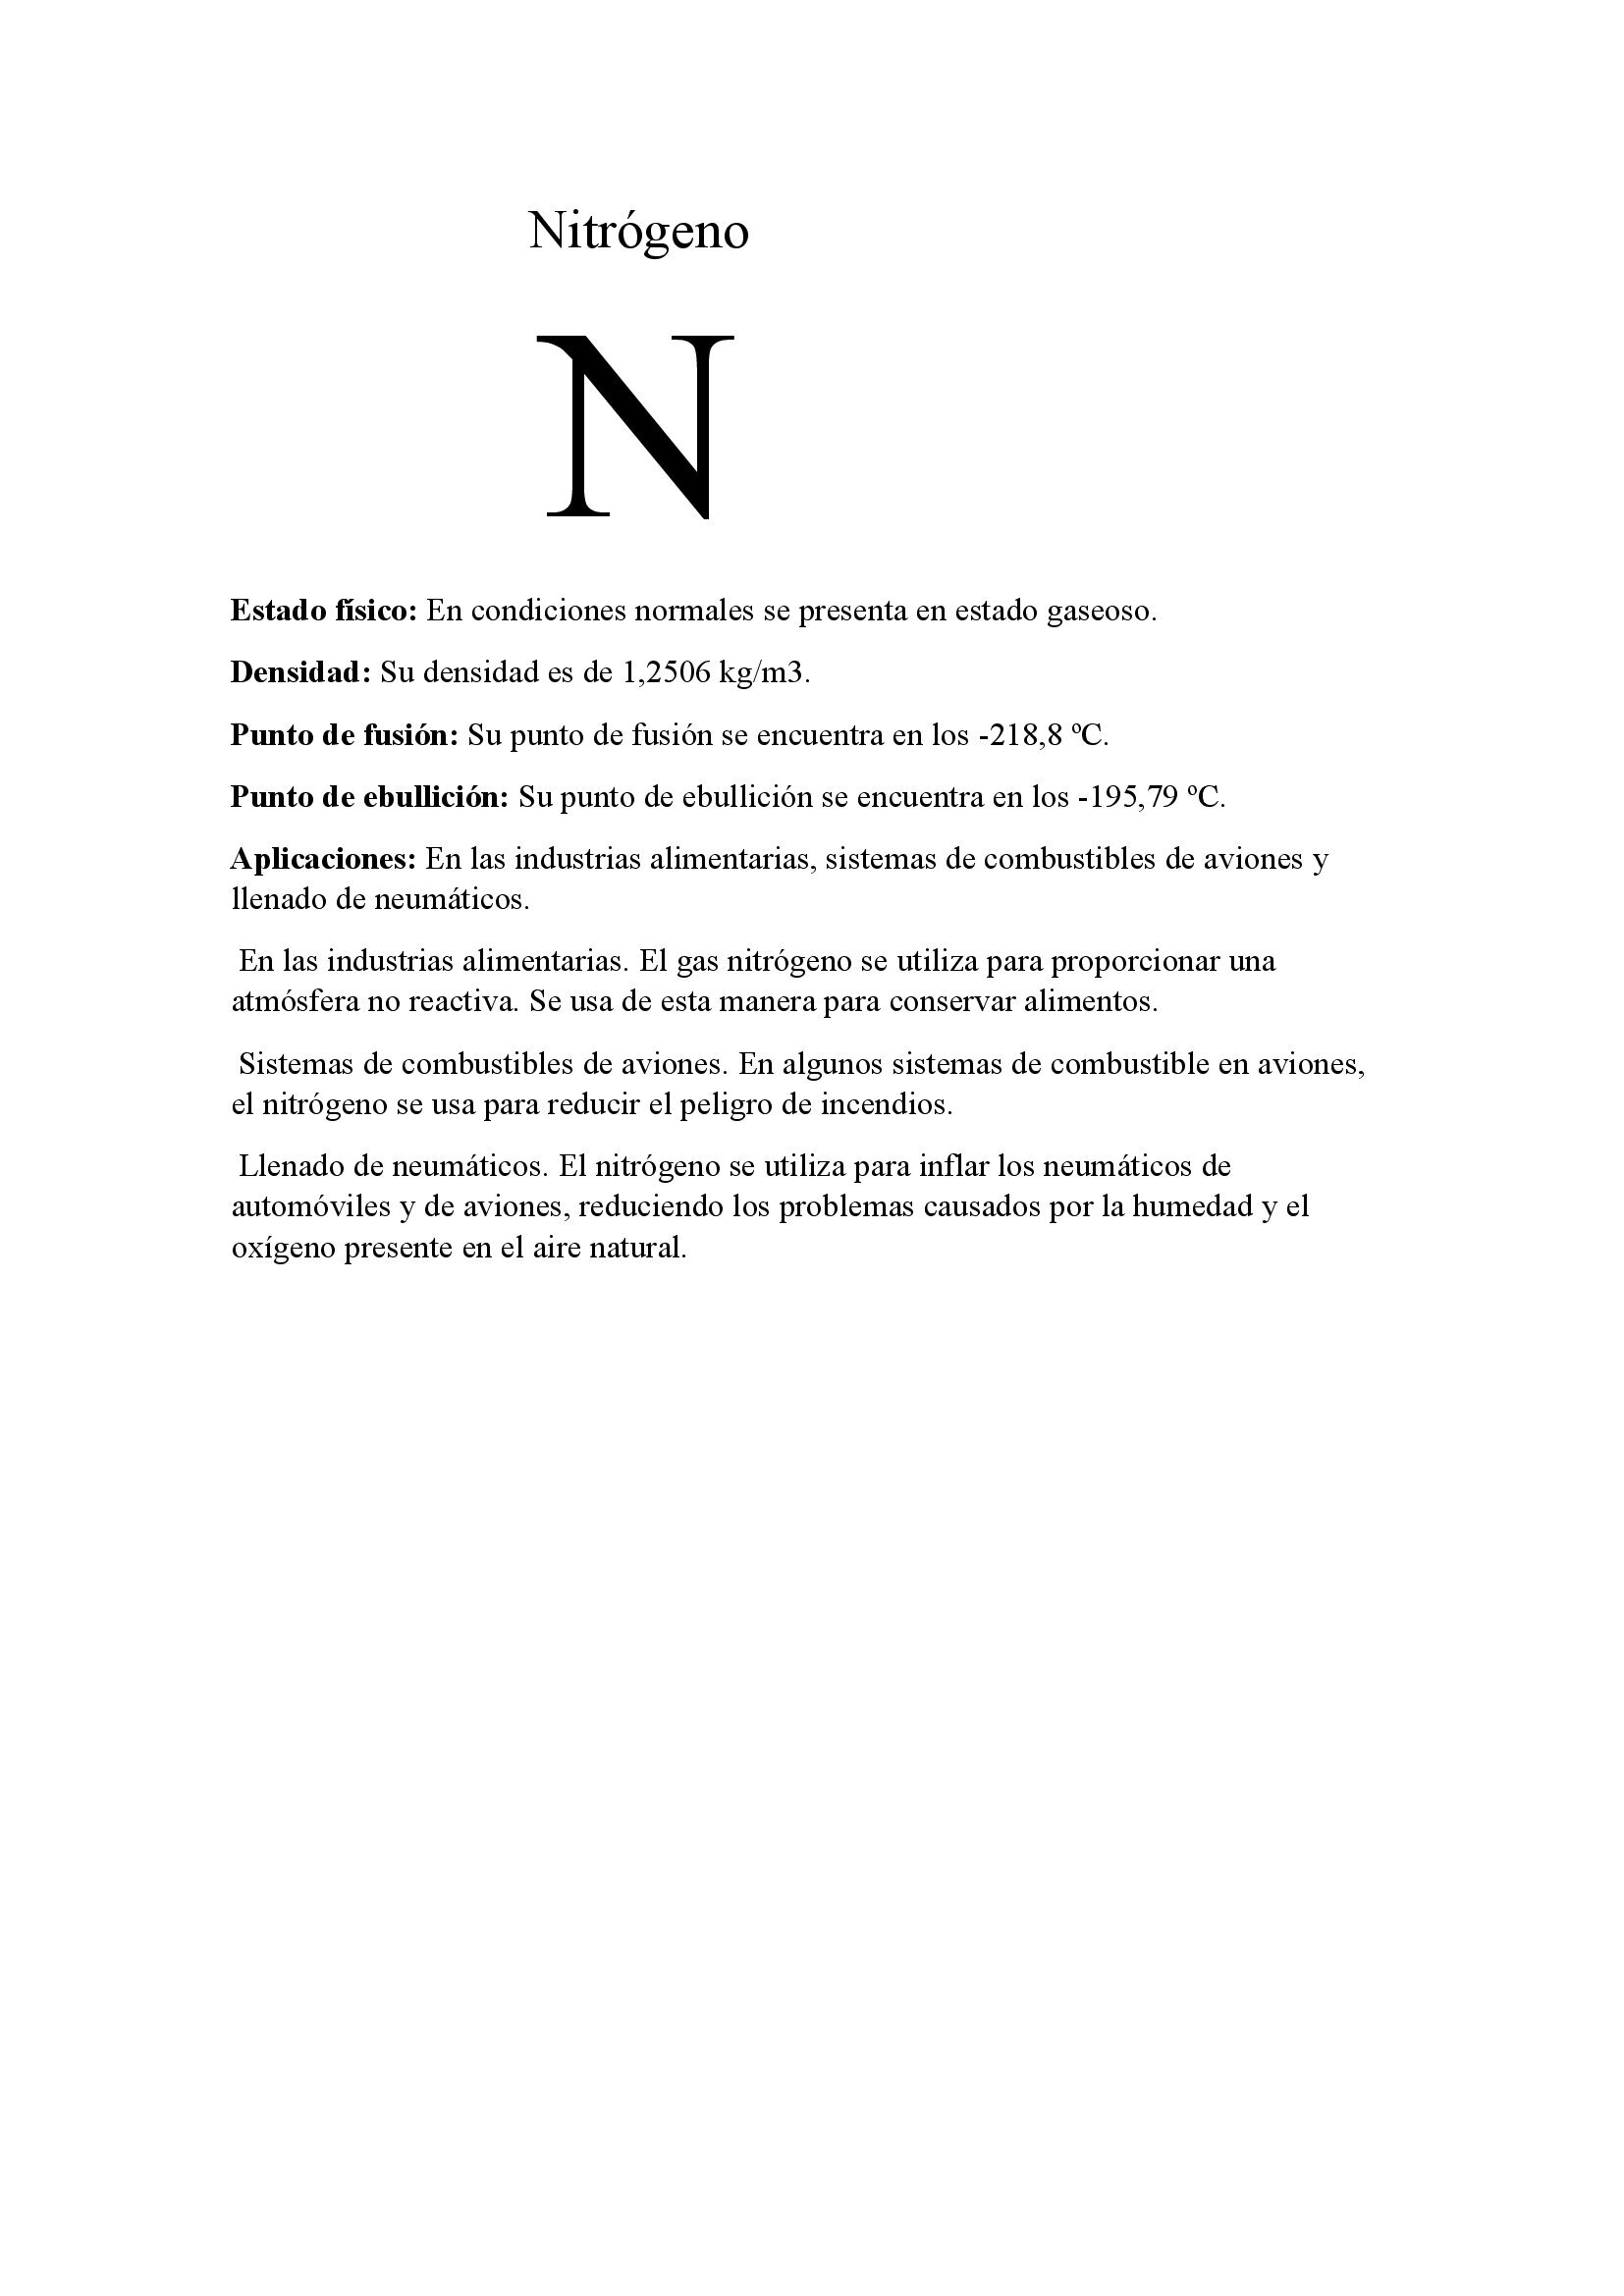 Nitrógeno
N
Estado físico: En condiciones normales se presenta en estado gaseoso.
Densidad: Su densidad es de 1,2506 kg/m3.
Punto de fusión: Su punto de fusión se encuentra en los -218,8 ºC.
Punto de ebullición: Su punto de ebullición se encuentra en los -195,79 ºC.
Aplicaciones: En las industrias alimentarias, sistemas de combustibles de aviones y
llenado de neumáticos.
En las industrias alimentarias. El gas nitrógeno se utiliza para proporcionar una
atmósfera no reactiva. Se usa de esta manera para conservar alimentos.
Sistemas de combustibles de aviones. En algunos sistemas de combustible en aviones,
el nitrógeno se usa para reducir el peligro de incendios.
Llenado de neumáticos. El nitrógeno se utiliza para inflar los neumáticos de
automóviles y de aviones, reduciendo los problemas causados por la humedad y el
oxígeno presente en el aire natural.